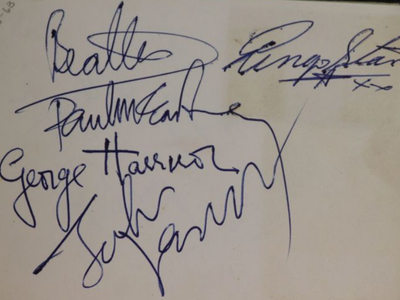 Beatles
Ringo Starr
xx
Paul McCartney
George Harrison
John Lennon